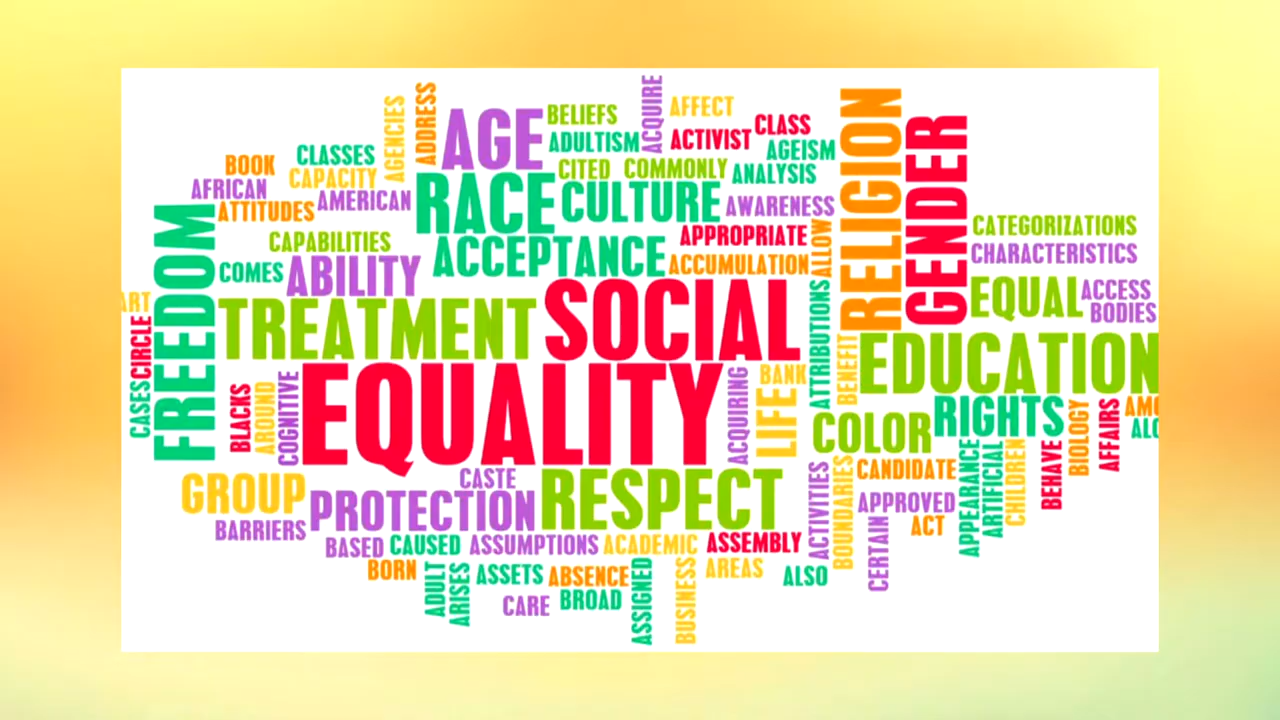 ACQUIRE
AFFECT
ADDRESS
AGENCIES
AGE
BELIEFS
ADULTISM
ACTIVIST
CLASS
AGEISM
RELIGION
GENDER
BOOK
CLASSES
CAPACITY
CITED
COMMONLY
ANALYSIS
AFRICAN
ATTITUDES
AMERICAN
RACE
CULTURE
AWARENESS
CAPABILITIES
ACCEPTANCE
APPROPRIATE
ALLOW
CATEGORIZATIONS
CHARACTERISTICS
FREEDOM
COMES
ABILITY
ACCUMULATION
EQUAL
ACCESS
BODIES
ART
CIRCLE
CASES
TREATMENT
SOCIAL
ATTRIBUTIONS
BENEFIT
EDUCATION
BLACKS
AROUND
COGNITIVE
EQUALITY
ACQUIRING
BANK
LIFE
COLOR
RIGHTS
BIOLOGY
AFFAIRS
AMO
ALO
GROUP
BARRIERS
CASTE
PROTECTION
RESPECT
ACTIVITIES
BOUNDARIES
CANDIDATE
APPROVED
ACT
CERTAIN
APPEARANCE
ARTIFICIAL
CHILDREN
BEHAVE
BASED
CAUSED
ASSUMPTIONS
ACADEMIC
ASSEMBLY
BORN
ADULT
ARISES
ASSETS
ABSENCE
ASSIGNED
BUSINESS
AREAS
ALSO
CARE
BROAD